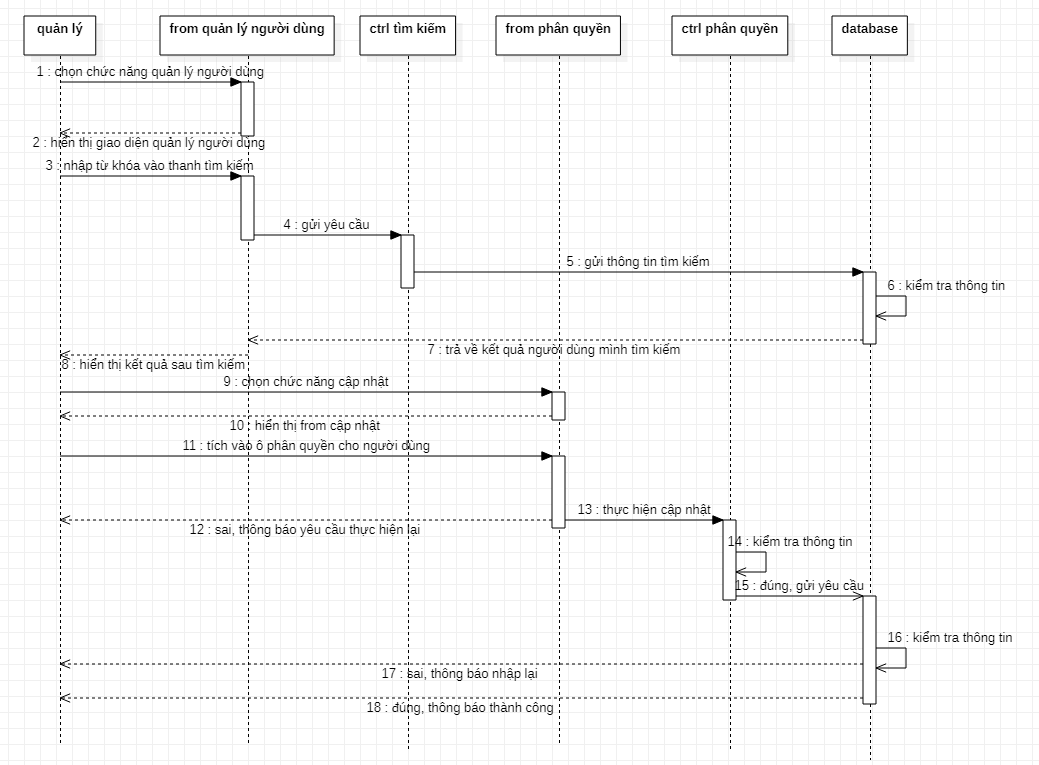 quản lý
from quản lý người dùng
ctrl tìm kiếm
from phân quyền
ctrl phân quyền
database
1 : chọn chức năng quản lý người dùng
2 : hiển thị giao diện quản lý người dùng
3 : nhập từ khóa vào thanh tìm kiếm
4 : gửi yêu cầu
5 : gửi thông tin tìm kiếm
6 : kiểm tra thông tin
7 : trả về kết quả người dùng mình tìm kiếm
8 : hiển thị kết quả sau tìm kiếm
9 : chọn chức năng cập nhật
10 : hiển thị from cập nhật
11 : tích vào ô phân quyền cho người dùng
12 : sai, thông báo yêu cầu thực hiện lại
13 : thực hiện cập nhật
14 : kiểm tra thông tin
15 : đúng, gửi yêu cầu
16 : kiểm tra thông tin
17 : sai, thông báo nhập lại
18 : đúng, thông báo thành công